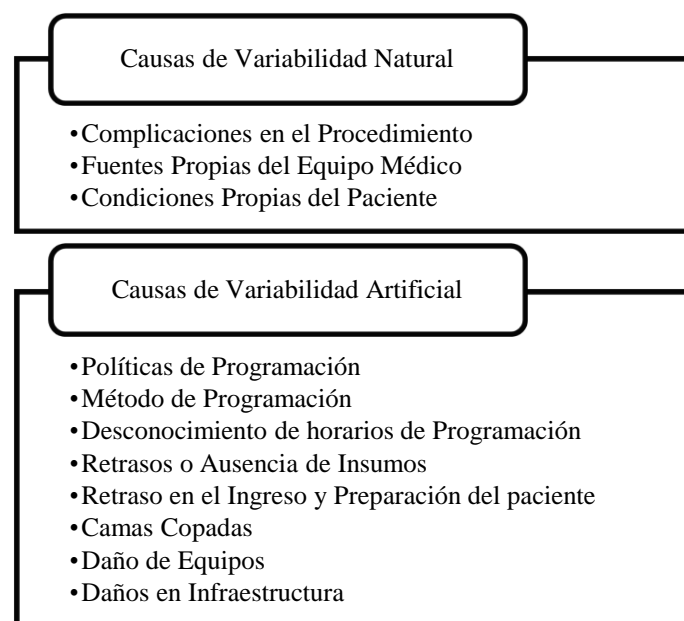 Causas de Variabilidad Natural
•Complicaciones en el Procedimiento
•Fuentes Propias del Equipo Médico
•Condiciones Propias del Paciente
Causas de Variabilidad Artificial
•Políticas de Programación
•Método de Programación
•Desconocimiento de horarios de Programación
•Retrasos o Ausencia de Insumos
•Retraso en el Ingreso y Preparación del paciente
•Camas Copadas
•Daño de Equipos
•Daños en Infraestructura